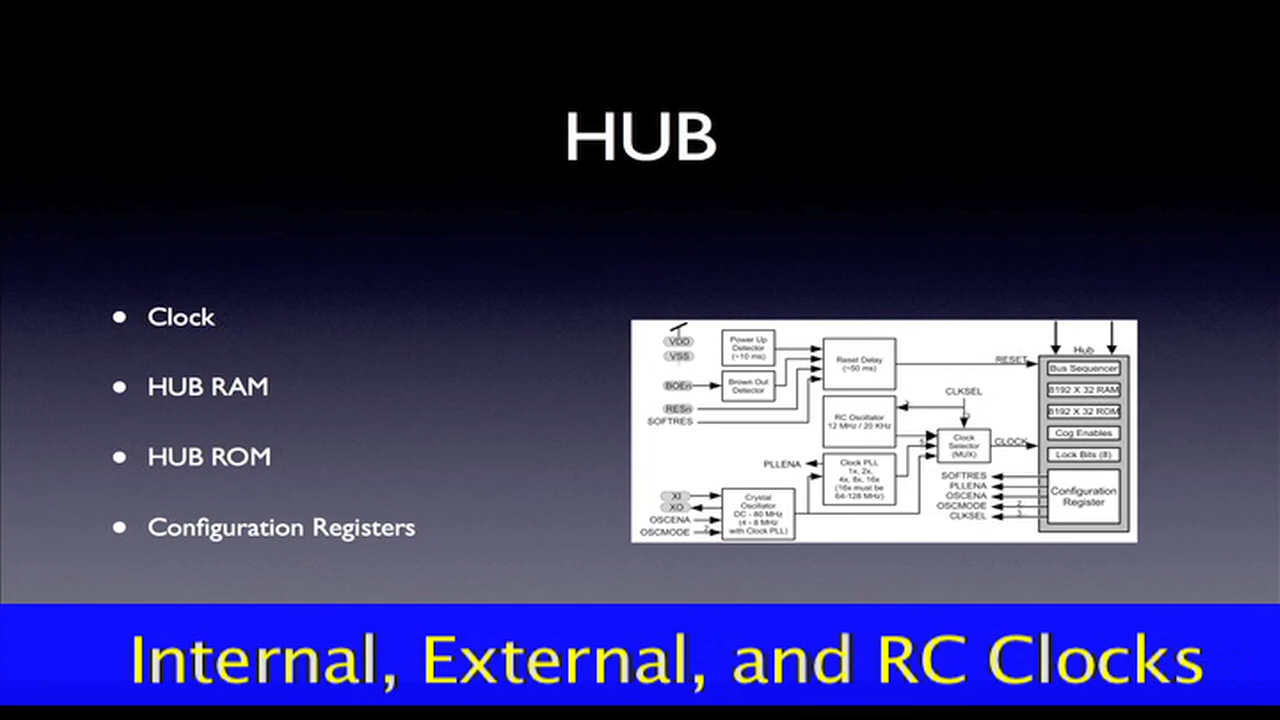 HUB
Clock
HUB RAM
HUB ROM
Configuration Registers
VDD
VSS
BOEn
RESn
SOFTRES
Power Up
Detector
(~10 ms)
Brown Out
Detector
Reset Delay
(~50 ms)
RESET
RC Oscillator
12 MHz / 20 KHz
CLKSEL
Clock
Selector
(MUX)
CLOCK
PLLENA
Clock PLL
1x, 2x,
4x, 8x, 16x
(16x must be
64-128 MHz)
XI
XO
OSCENA
OSCMODE
2
Crystal
Oscillator
DC - 80 MHz
(4 - 8 MHz
with Clock PLL)
Hub
Bus Sequencer
8192 X 32 RAM
8192 X 32 ROM
Cog Enables
Lock Bits (8)
Configuration
Register
SOFTRES
PLLENA
OSCENA
OSCMODE
2
CLKSEL
Internal, External, and RC Clocks